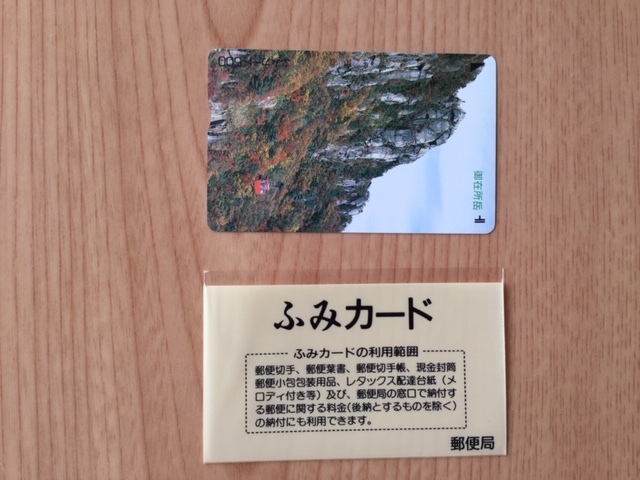 御在所岳
ふみカード
ふみカードの利用範囲
郵便切手、郵便葉書、郵便切手帳、現金封筒
郵便小包包装用品、レタックス配達台紙（メ
ロディ付き等）及び、郵便局の窓口で納付す
る郵便に関する料金(後納とするものを除く)
の納付にも利用できます。
郵便局